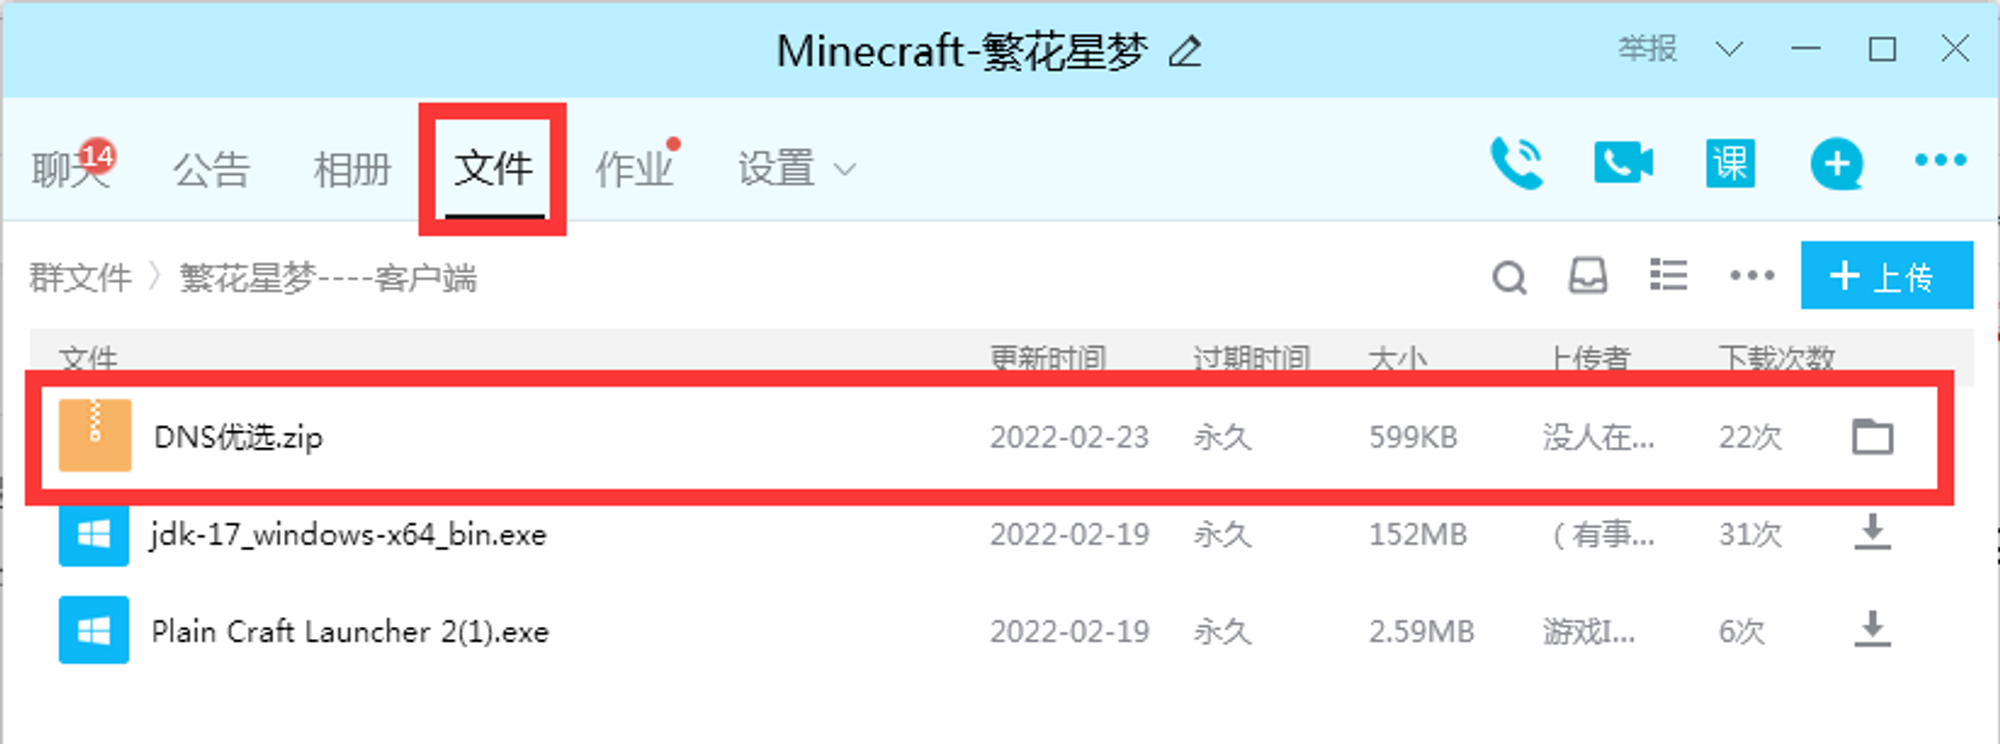 Minecraft-繁花星梦 举报
聊天 14 公告 相册 文件 作业 设置 课
群文件 〉 繁花星梦----客户端 + 上传
文件 更新时间 过期时间 大小 上传者 下载次数
DNS优选.zip 2022-02-23 永久 599KB 没人在... 22次
jdk-17_windows-x64_bin.exe 2022-02-19 永久 152MB （有事... 31次
Plain Craft Launcher 2(1).exe 2022-02-19 永久 2.59MB 游戏I... 6次